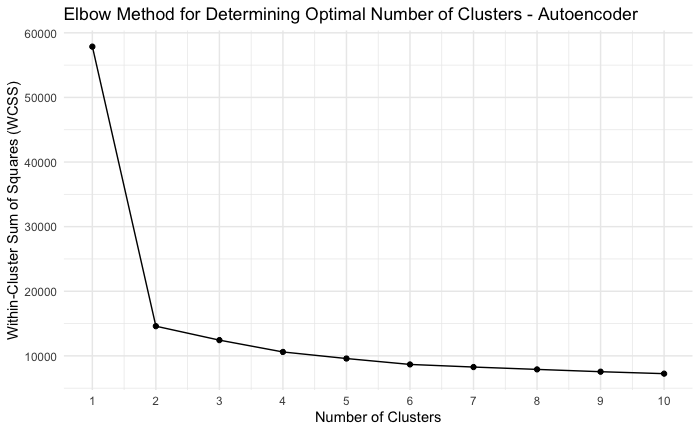 Elbow Method for Determining Optimal Number of Clusters - Autoencoder
60000
50000
40000
30000
20000
10000
Within-Cluster Sum of Squares (WCSS)
1 2 3 4 5 6 7 8 9 10
Number of Clusters